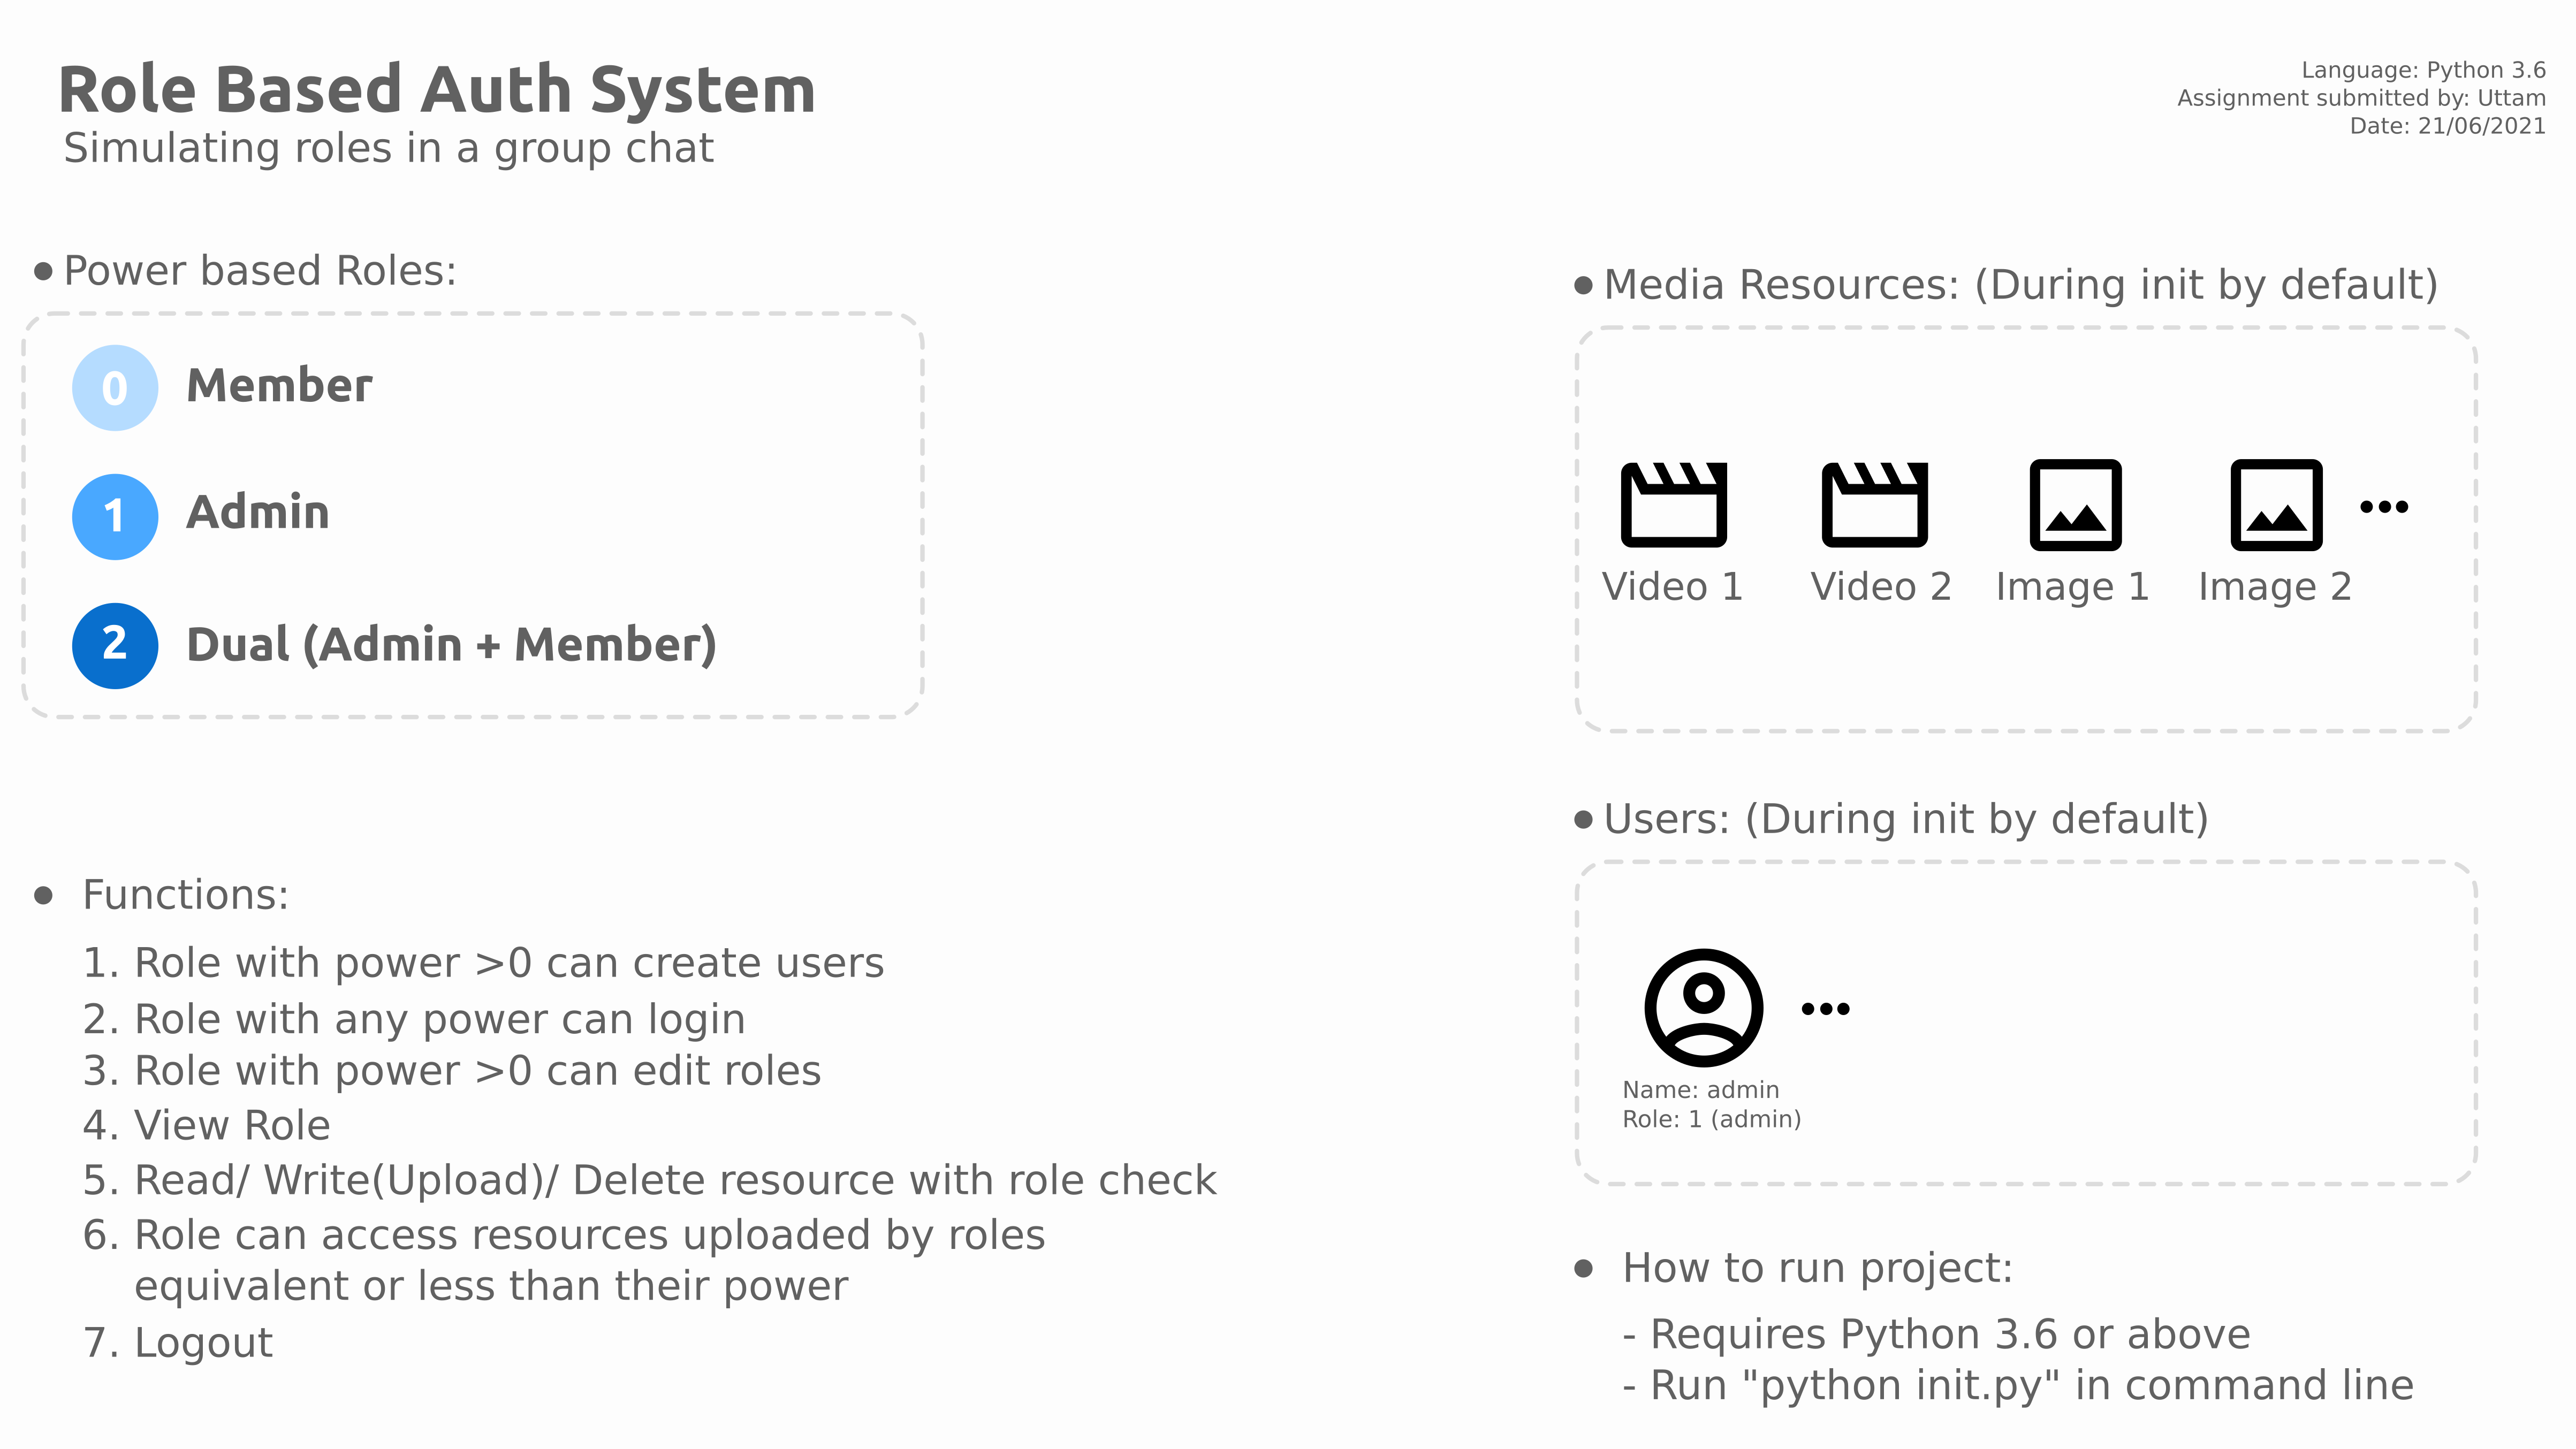 Role Based Auth System
Simulating roles in a group chat
Language: Python 3.6
Assignment submitted by: Uttam
Date: 21/06/2021
Power based Roles:
0 Member
1 Admin
2 Dual (Admin + Member)
Functions:
1. Role with power >0 can create users
2. Role with any power can login
3. Role with power >0 can edit roles
4. View Role
5. Read/ Write(Upload)/ Delete resource with role check
6. Role can access resources uploaded by roles
equivalent or less than their power
7. Logout
Media Resources: (During init by default)
Video 1 Video 2 Image 1 Image 2
Users: (During init by default)
Name: admin
Role: 1 (admin)
How to run project:
- Requires Python 3.6 or above
- Run "python init.py" in command line